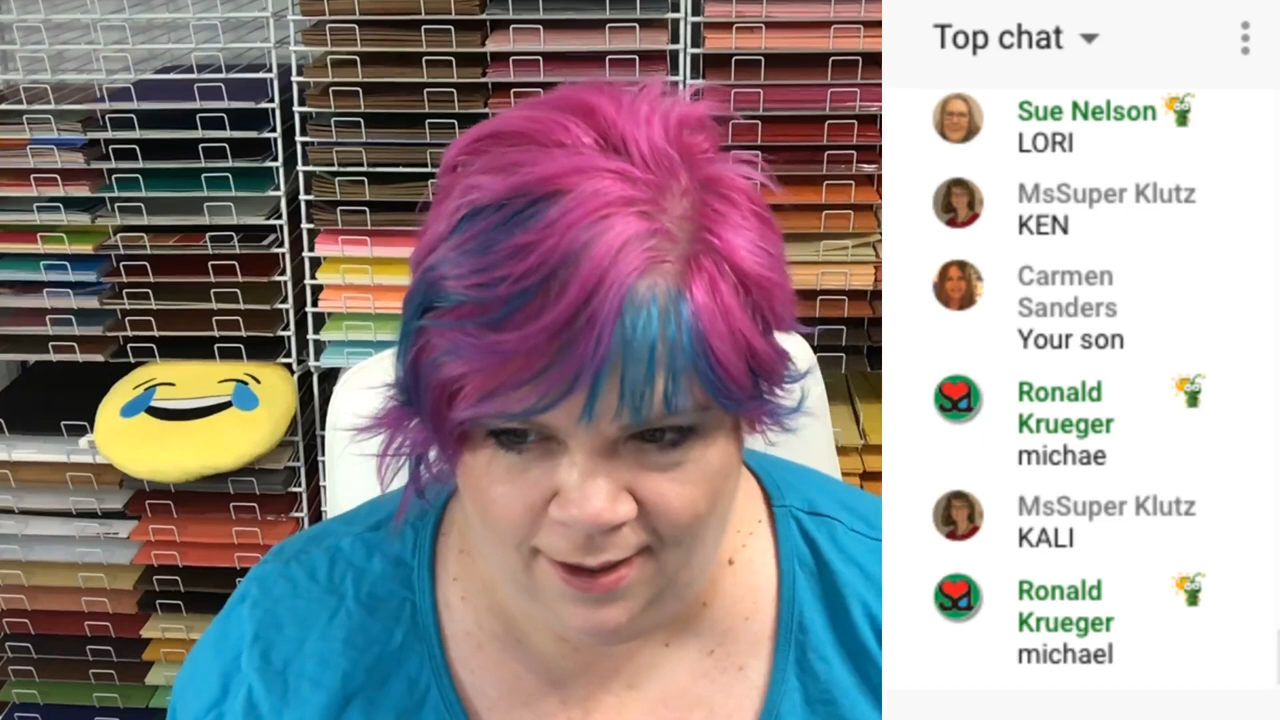 Top chat
Sue Nelson
LORI
MsSuper Klutz
KEN
Carmen
Sanders
Your son
Ronald
Krueger
michae
MsSuper Klutz
KALI
Ronald
Krueger
michael